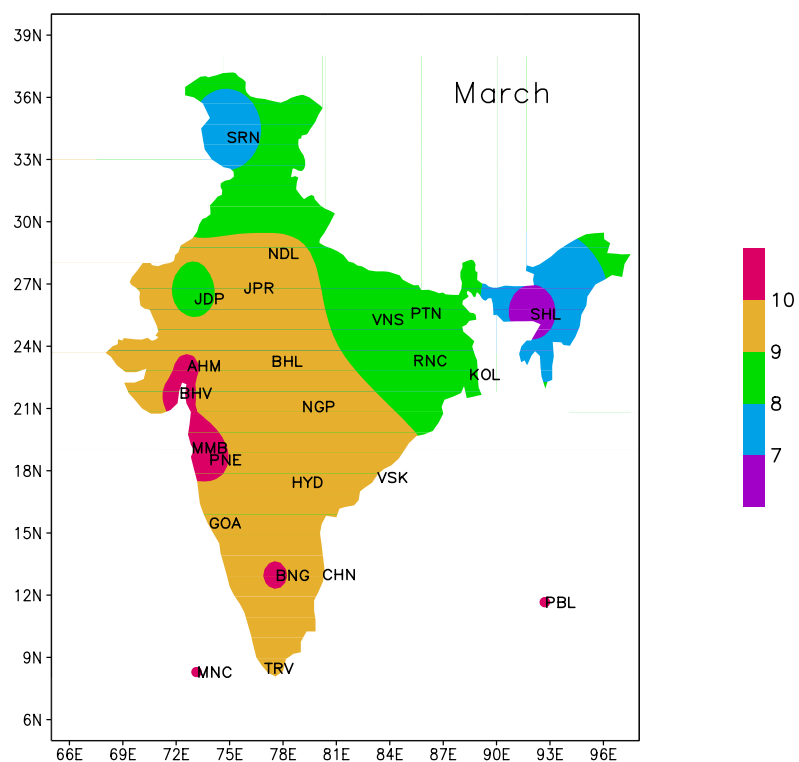 39N
36N
March
SRN
33N
30N
NDL
27N
JPR
JDP
10
SHL
PTN
VNS
9
24N
AHM
BHL
RNC
KOL
8
BHV
21N
NGP
7
MMB
PNE
18N
HYD
VSK
GOA
15N
BNG
CHN
12N
PBL
9N
MNC
TRV
6N
66E 69E 72E 75E 78E 81E 84E 87E 90E 93E 96E